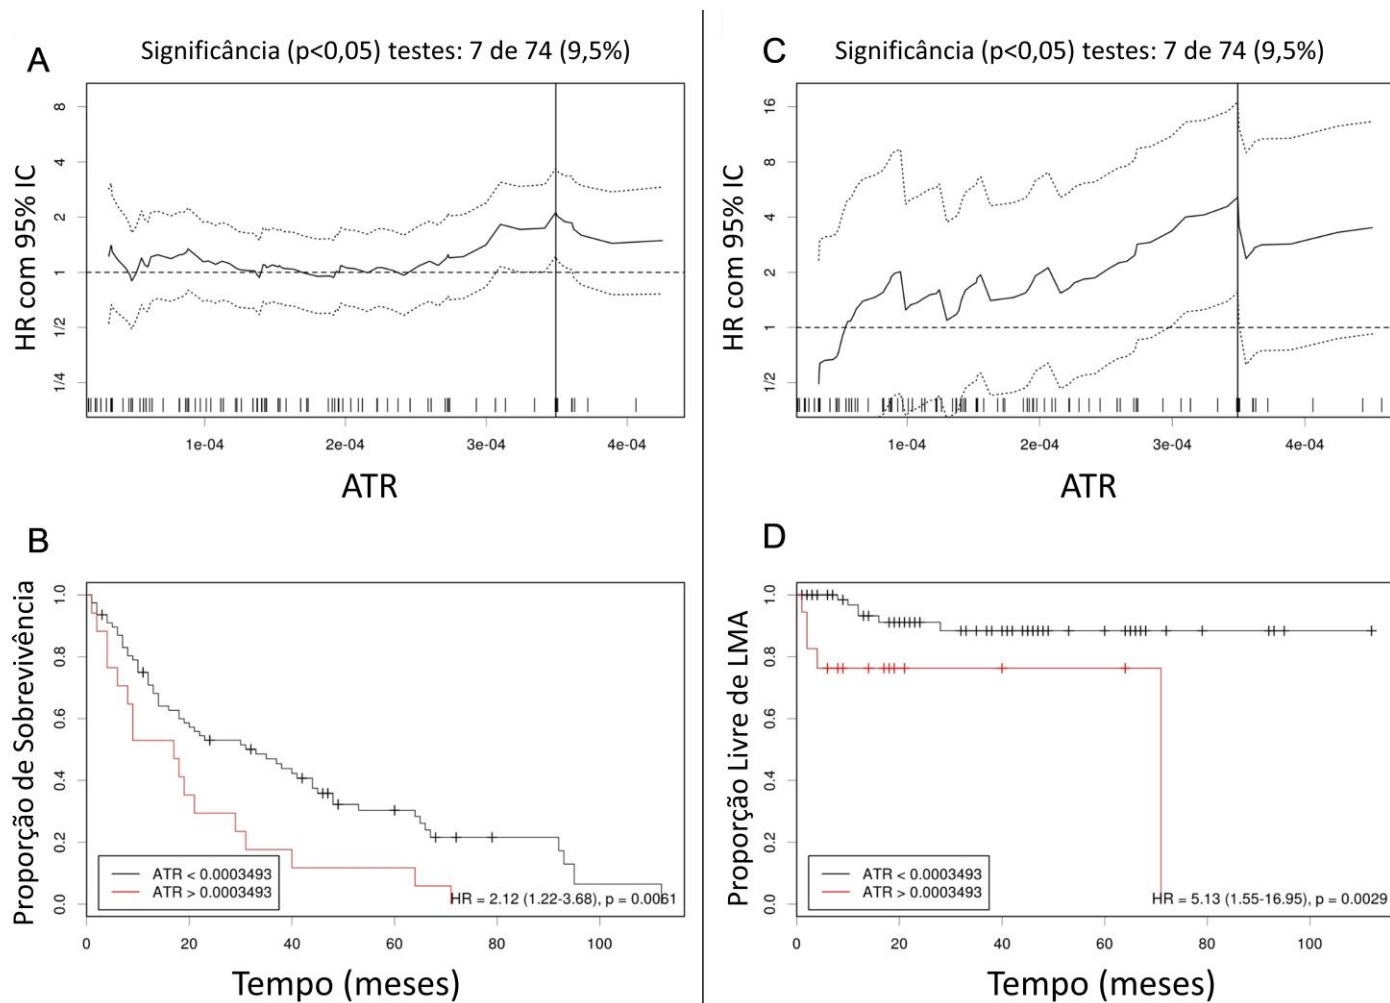 A
Significância (p<0,05) testes: 7 de 74 (9,5%)
HR com 95% IC
8
4
2
1
1/2
1/4
1e-04
2e-04
3e-04
4e-04
ATR
C
Significância (p<0,05) testes: 7 de 74 (9,5%)
HR com 95% IC
16
8
4
2
1
1/2
1e-04
2e-04
3e-04
4e-04
ATR
B
Proporção de Sobrevivência
1.0
0.8
0.6
0.4
0.2
0.0
ATR < 0.0003493
ATR > 0.0003493
HR = 2.12 (1.22-3.68), p = 0.0061
0
20
40
60
80
100
Tempo (meses)
D
Proporção Livre de LMA
1.0
0.8
0.6
0.4
0.2
0.0
ATR < 0.0003493
ATR > 0.0003493
HR = 5.13 (1.55-16.95), p = 0.0029
0
20
40
60
80
100
Tempo (meses)